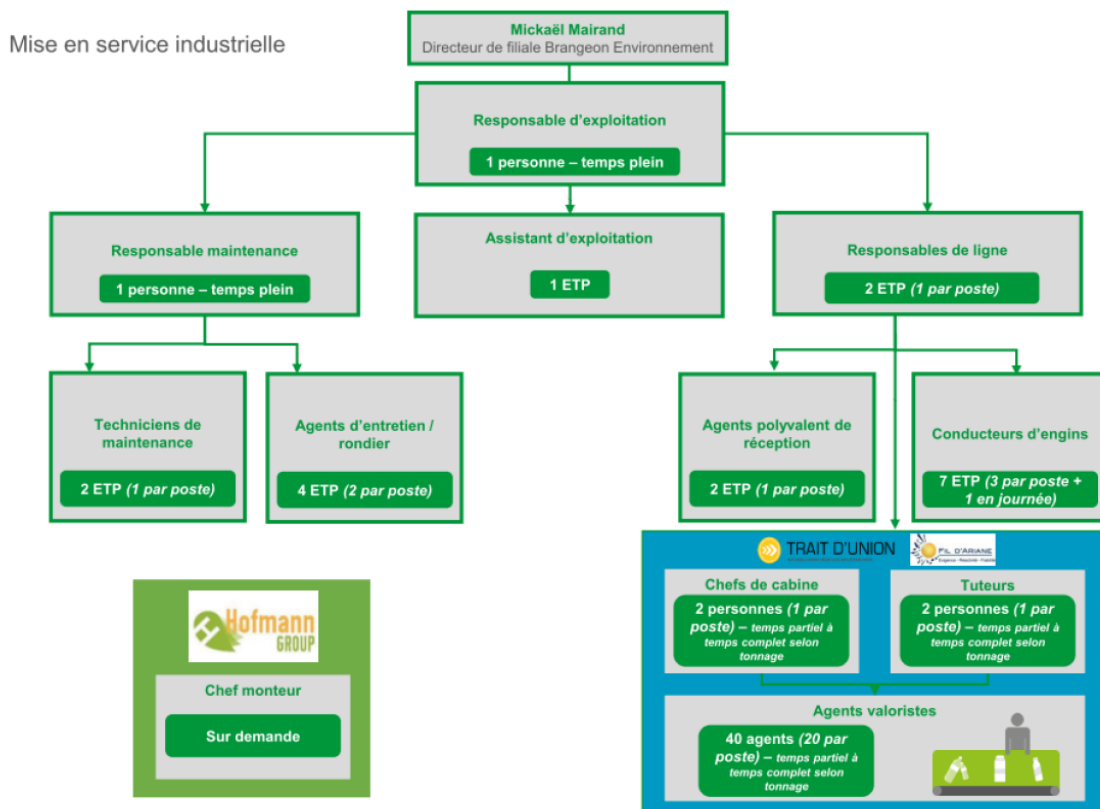 Mise en service industrielle
Mickaël Mairand
Directeur de filiale Brangeon Environnement
Responsable d'exploitation
1 personne – temps plein
Responsable maintenance
1 personne – temps plein
Assistant d'exploitation
1 ETP
Responsables de ligne
2 ETP (1 par poste)
Techniciens de
maintenance
2 ETP (1 par poste)
Agents d'entretien /
rondier
4 ETP (2 par poste)
Agents polyvalent de
réception
2 ETP (1 par poste)
Conducteurs d'engins
7 ETP (3 par poste +
1 en journée)
TRAIT D'UNION
FIL D'ARIANE
Chefs de cabine
2 personnes (1 par
poste) – temps partiel à
temps complet selon
tonnage
Tuteurs
2 personnes (1 par
poste) – temps partiel à
temps complet selon
tonnage
Agents valoristes
40 agents (20 par
poste) – temps partiel à
temps complet selon
tonnage
Hofmann
GROUP
Chef monteur
Sur demande